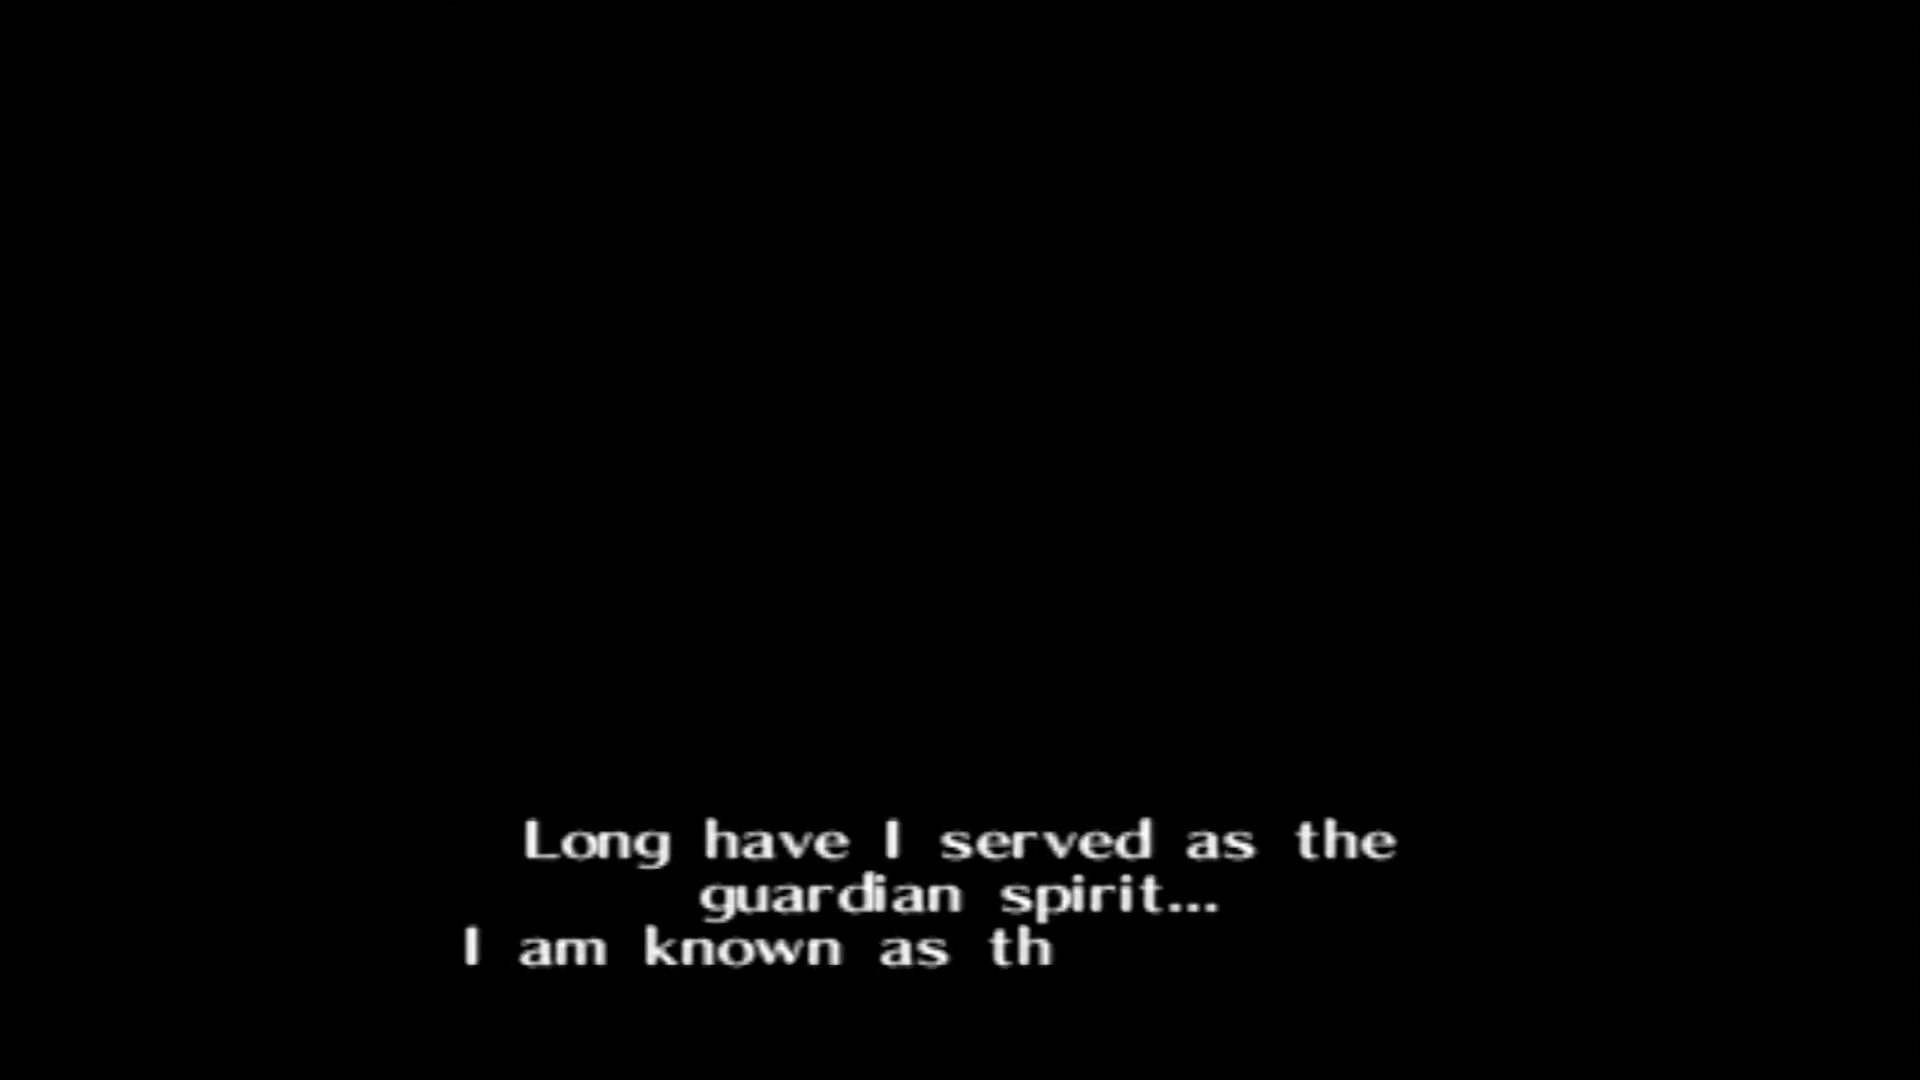 Long have I served as the
guardian spirit...
I am known as th